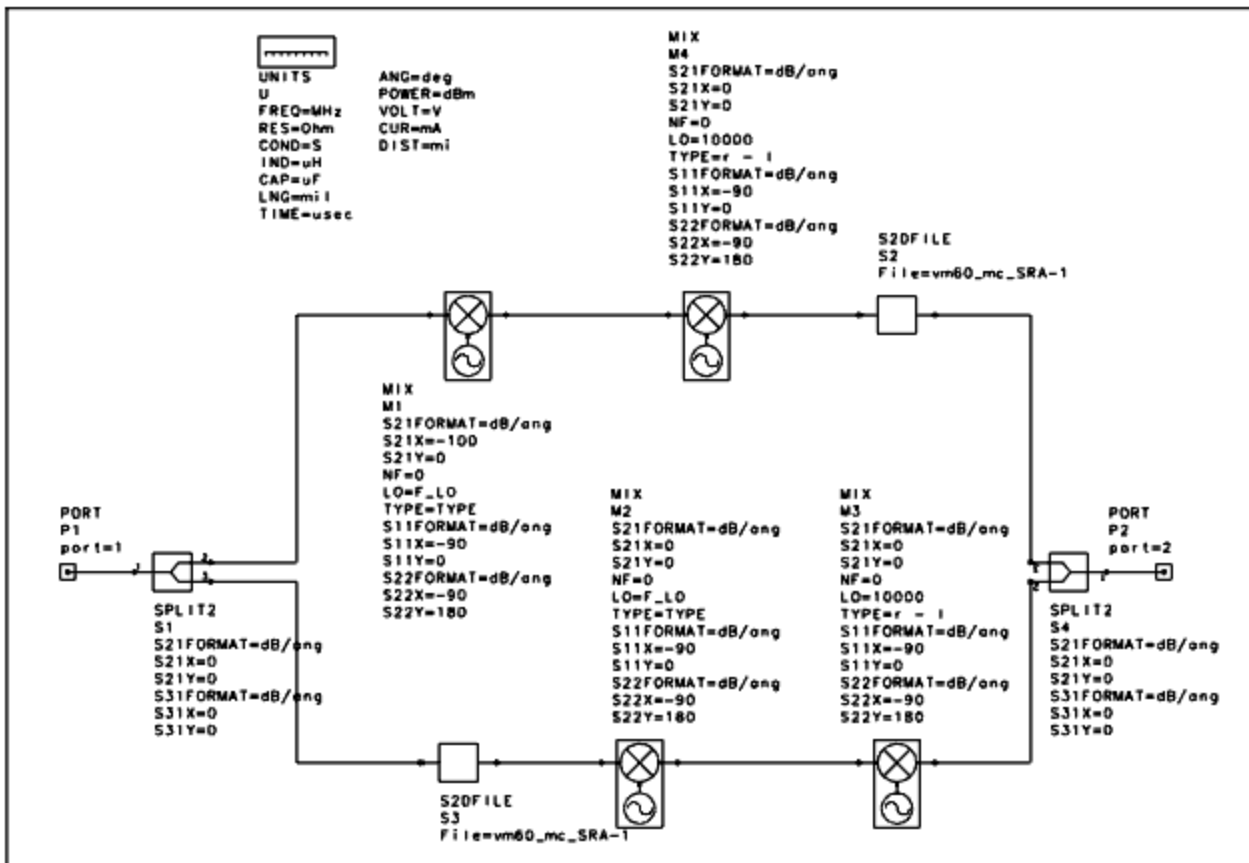 UNITS
U
FREQ=MHz
RES=Ohm
COND=S
IND=uH
CAP=uF
LNG=mil
TIME=usec
ANG=deg
POWER=dBm
VOLT=V
CUR=mA
DIST=mi
MIX
M4
S21FORMAT=dB/ang
S21X=0
S21Y=0
NF=0
LO=10000
TYPE=r - l
S11FORMAT=dB/ang
S11X=-90
S11Y=0
S22FORMAT=dB/ang
S22X=-90
S22Y=180
S2DFILE
S2
File=vm60_mc_SRA-1
MIX
M1
S21FORMAT=dB/ang
S21X=-100
S21Y=0
NF=0
LO=F_LO
TYPE=TYPE
S11FORMAT=dB/ang
S11X=-90
S11Y=0
S22FORMAT=dB/ang
S22X=-90
S22Y=180
MIX
M2
S21FORMAT=dB/ang
S21X=0
S21Y=0
NF=0
LO=F_LO
TYPE=TYPE
S11FORMAT=dB/ang
S11X=-90
S11Y=0
S22FORMAT=dB/ang
S22X=-90
S22Y=180
MIX
M3
S21FORMAT=dB/ang
S21X=0
S21Y=0
NF=0
LO=10000
TYPE=r - l
S11FORMAT=dB/ang
S11X=-90
S11Y=0
S22FORMAT=dB/ang
S22X=-90
S22Y=180
PORT
P1
port=1
1
2
3
SPLIT2
S1
S21FORMAT=dB/ang
S21X=0
S21Y=0
S31FORMAT=dB/ang
S31X=0
S31Y=0
PORT
P2
port=2
2
1
SPLIT2
S4
S21FORMAT=dB/ang
S21X=0
S21Y=0
S31FORMAT=dB/ang
S31X=0
S31Y=0
S2DFILE
S3
File=vm60_mc_SRA-1